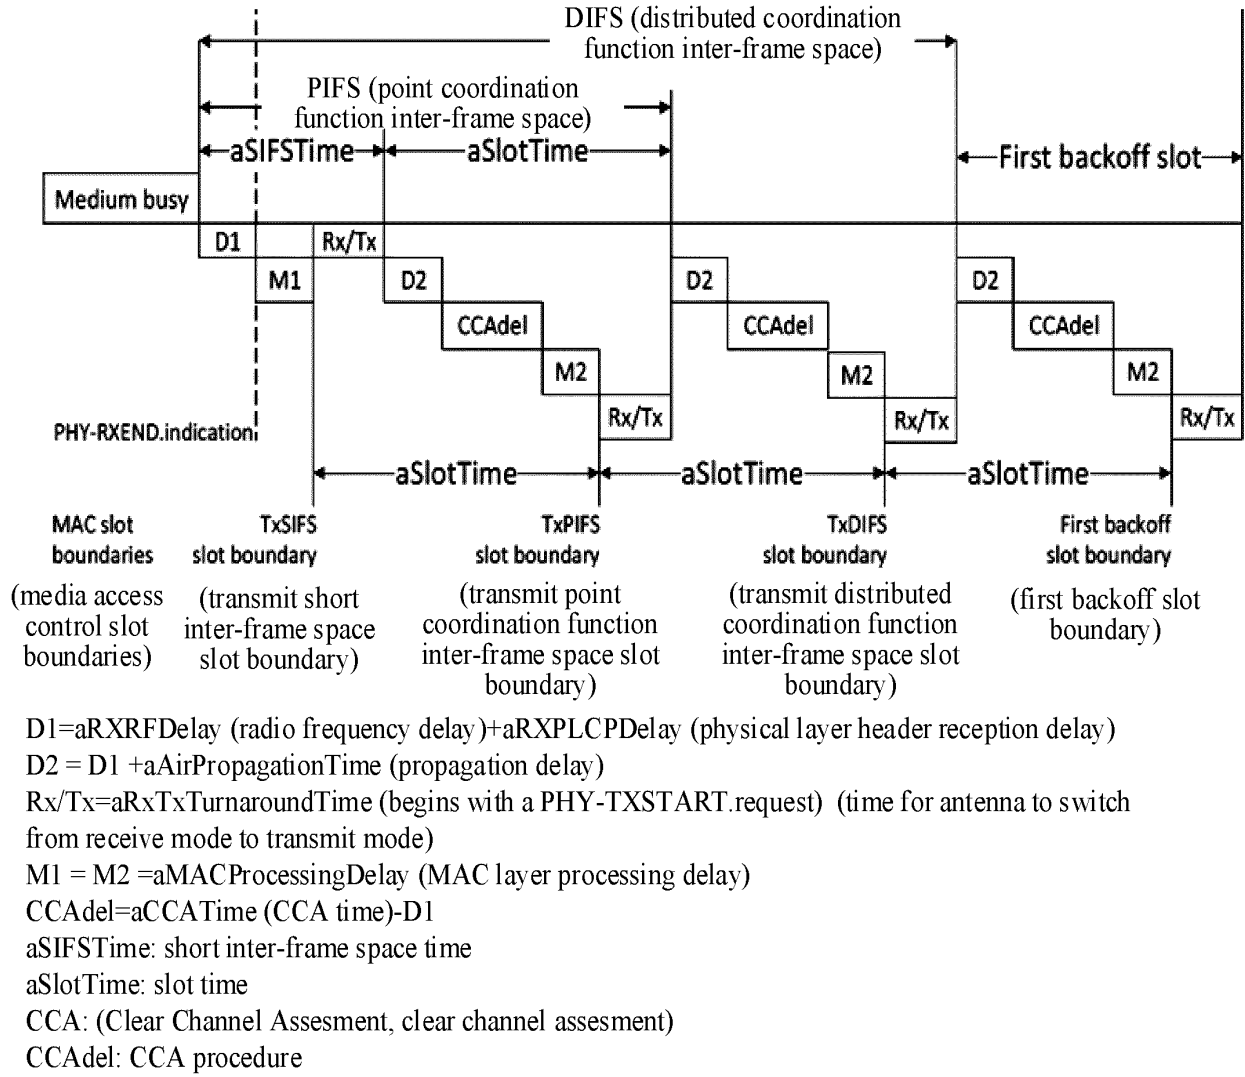 DIFS (distributed coordination
function inter-frame space)
PIFS (point coordination
function inter-frame space)
aSIFSTime
aSlotTime
First backoff slot
Medium busy
D1
Rx/Tx
M1
D2
D2
D2
CCAdel
CCAdel
CCAdel
M2
M2
M2
Rx/Tx
Rx/Tx
Rx/Tx
PHY-RXEND.indication
aSlotTime
aSlotTime
aSlotTime
MAC slot
boundaries
(media access
control slot
boundaries)
TxSIFS
slot boundary
(transmit short
inter-frame space
slot boundary)
TxPIFS
slot boundary
(transmit point
coordination function
inter-frame space slot
boundary)
TxDIFS
slot boundary
(transmit distributed
coordination function
inter-frame space slot
boundary)
First backoff
slot boundary
(first backoff slot
boundary)
D1=aRXRFDelay (radio frequency delay)+aRXPLCPDelay (physical layer header reception delay)
D2 = D1 +aAirPropagationTime (propagation delay)
Rx/Tx=aRxTxTurnaroundTime (begins with a PHY-TXSTART.request) (time for antenna to switch
from receive mode to transmit mode)
M1 = M2 =aMACProcessingDelay (MAC layer processing delay)
CCAdel=aCCATime (CCA time)-D1
aSIFSTime: short inter-frame space time
aSlotTime: slot time
CCA: (Clear Channel Assesment, clear channel assesment)
CCAdel: CCA procedure